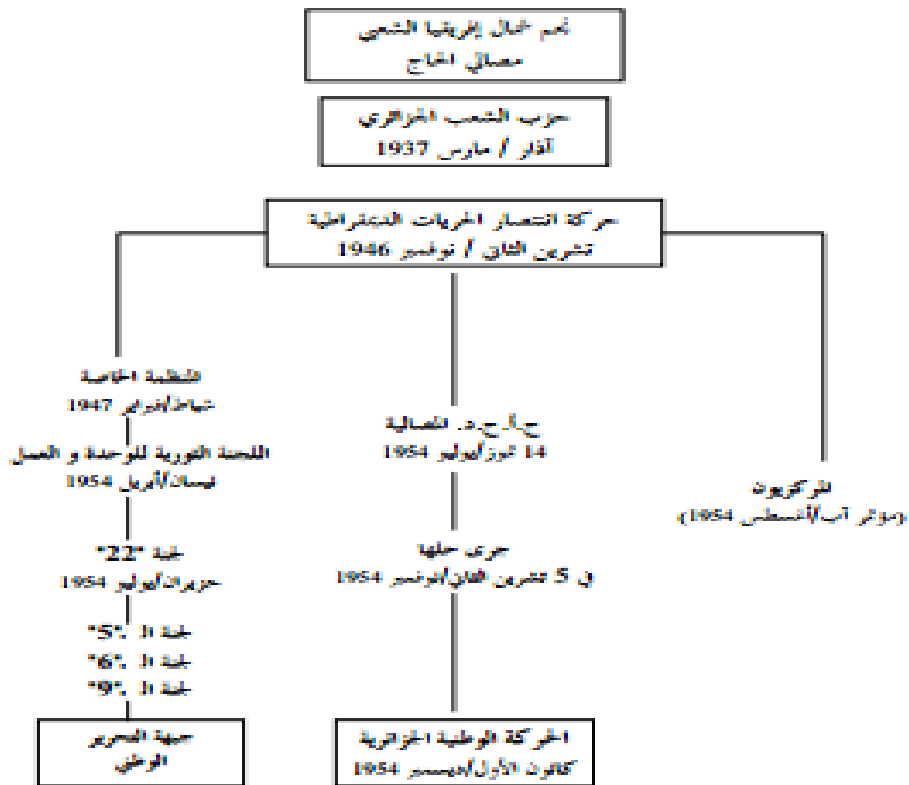 نجم شمال إفريقيا الشعبي
مصالي الحاج
حزب الشعب الجزائري
آذار / مارس 1937
حركة انتصار الحريات الديمقراطية
تشرين الثاني / نوفمبر 1946
المنظمة الخاصة
شباط/فبراير 1947
اللجنة الثورية للوحدة و العمل
نيسان/أبريل 1954
لجنة "22"
حزيران/يوليو 1954
لجنة الـ "5".
لجنة الـ "6".
لجنة الـ "9".
جبهة التحرير
الوطني
ح.أ.ح.د. المصالية
14 تموز/يوليو 1954
جرى حلها
في 5 تشرين الثاني/نوفمبر 1954
الحركة الوطنية الجزائرية
كانون الأول/ديسمبر 1954
المركزيون
(مؤتمر آب/أغسطس 1954)